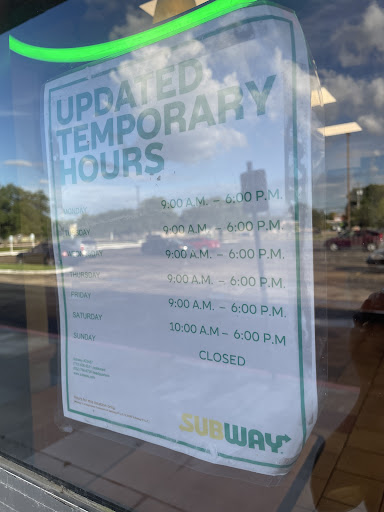 UPDATED
TEMPORARY
HOURS
MONDAY 9:00 A.M. – 6:00 P.M.
9:00 A.M. – 6:00 P.M.
9:00 A.M. – 6:00 P.M.
THURSDAY 9:00 A.M. – 6:00 P.M.
FRIDAY 9:00 A.M. – 6:00 P.M.
SATURDAY 10:00 A.M – 6:00 P.M
SUNDAY CLOSED
SUBWAY